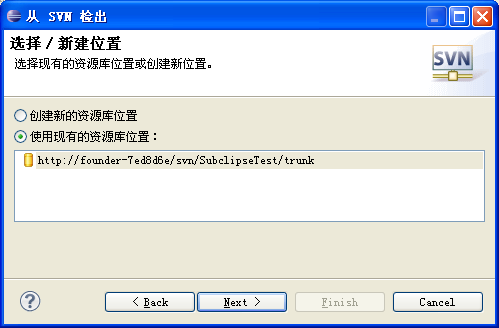 从 SVN 检出
选择 / 新建位置
选择现有的资源库位置或创建新位置。
SVN
创建新的资源库位置
使用现有的资源库位置：
http://founder-7ed8d6e/svn/SubclipseTest/trunk
?
< Back
Next >
Finish
Cancel